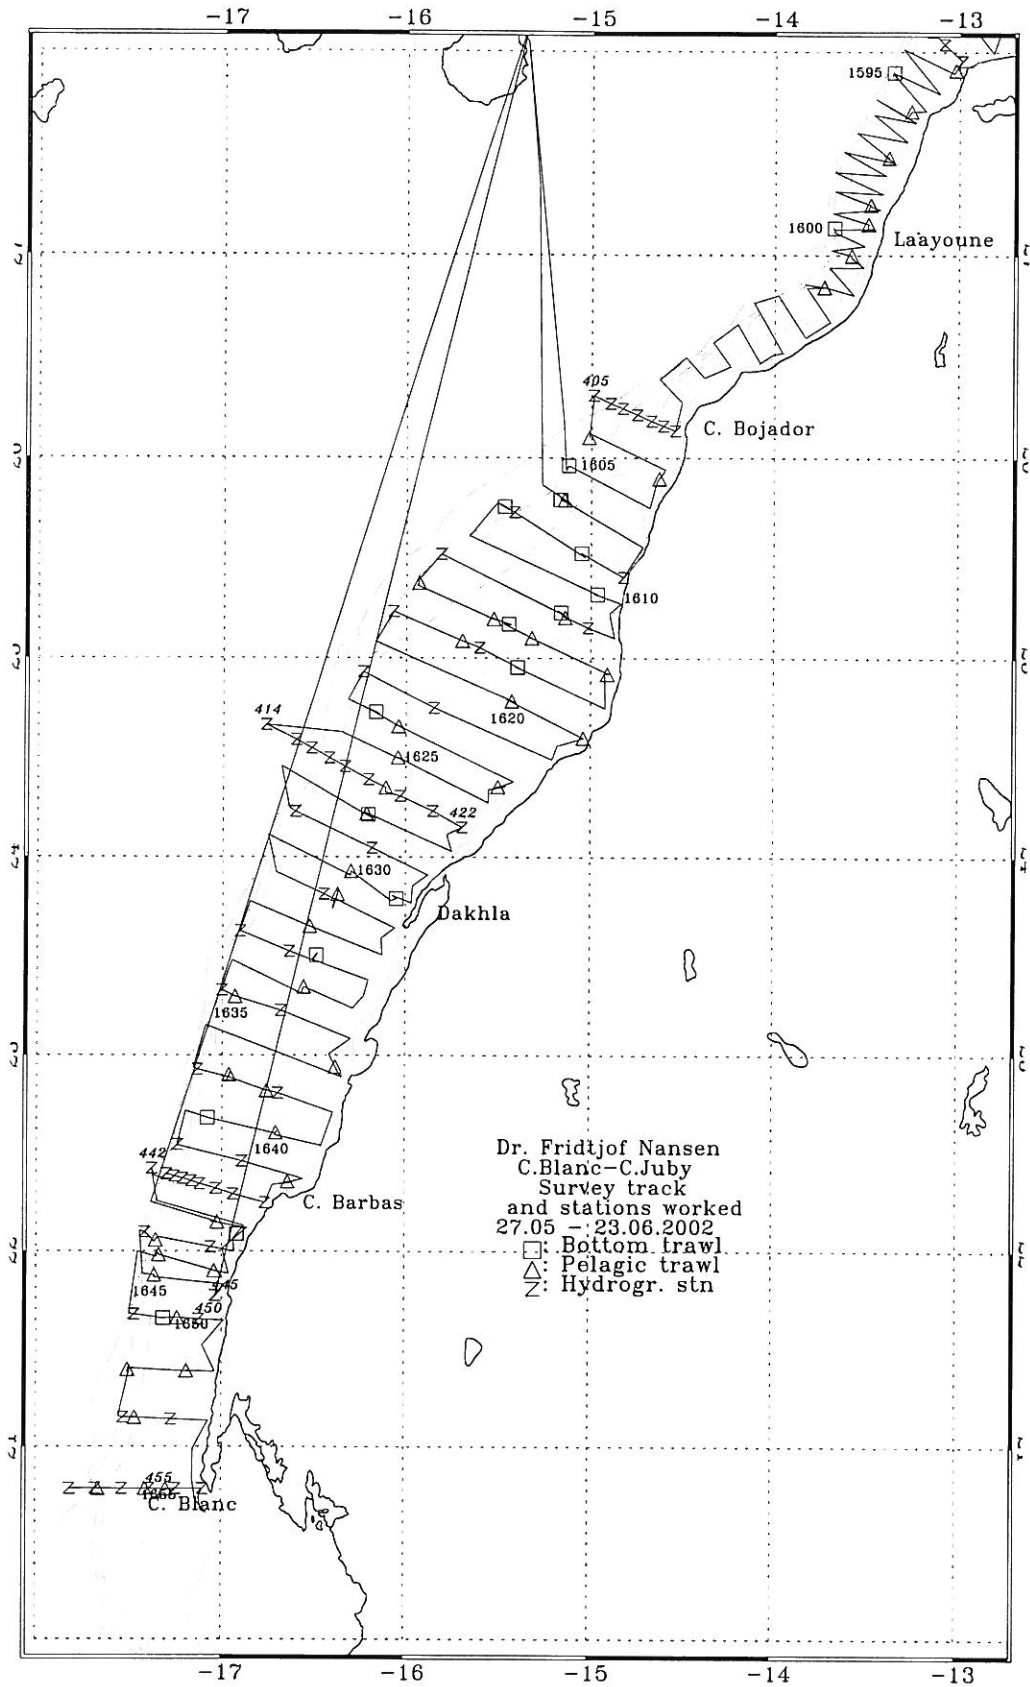 -17 -16 -15 -14 -13
1595
1600
Laayoune
405
C. Bojador
1605
1610
1620
414
1625
422
1630
Dakhla
1635
1640
442
C. Barbas
Dr. Fridtjof Nansen
C.Blanc-C.Juby
Survey track
and stations worked
27.05 - 23.06.2002
: Bottom trawl
: Pelagic trawl
Z: Hydrogr. stn
1645
445
450
1650
455
C. Blanc
-17 -16 -15 -14 -13